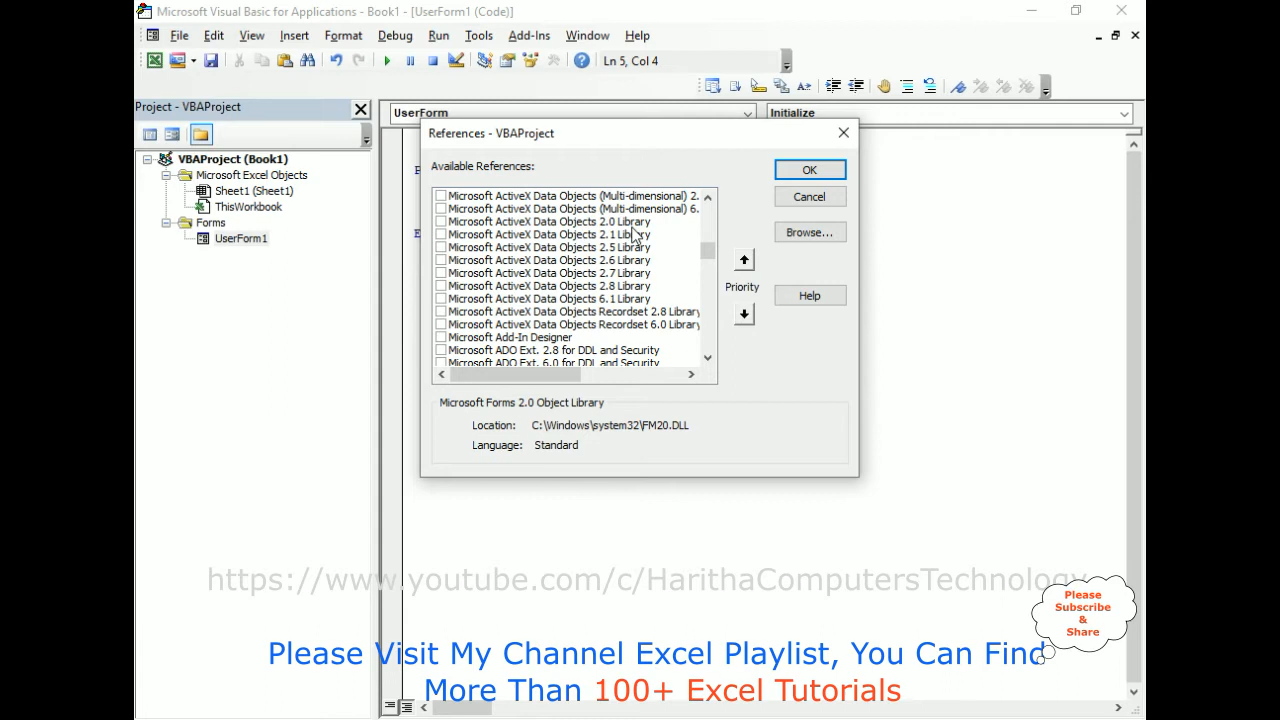 Microsoft Visual Basic for Applications - Book1 - [UserForm1 (Code)]
File Edit View Insert Format Debug Run Tools Add-Ins Window Help
Ln 5, Col 4
Project - VBAProject
UserForm
Initialize
VBAProject (Book1)
Microsoft Excel Objects
Sheet1 (Sheet1)
ThisWorkbook
Forms
UserForm1
References - VBAProject
Available References:
Microsoft ActiveX Data Objects (Multi-dimensional) 2.
Microsoft ActiveX Data Objects (Multi-dimensional) 6.
Microsoft ActiveX Data Objects 2.0 Library
Microsoft ActiveX Data Objects 2.1 Library
Microsoft ActiveX Data Objects 2.5 Library
Microsoft ActiveX Data Objects 2.6 Library
Microsoft ActiveX Data Objects 2.7 Library
Microsoft ActiveX Data Objects 2.8 Library
Microsoft ActiveX Data Objects 6.1 Library
Microsoft ActiveX Data Objects Recordset 2.8 Library
Microsoft ActiveX Data Objects Recordset 6.0 Library
Microsoft Add-In Designer
Microsoft ADO Ext. 2.8 for DDL and Security
Microsoft ADO Ext. 6.0 for DDL and Security
OK
Cancel
Browse...
Priority
Help
Microsoft Forms 2.0 Object Library
Location: C:\Windows\system32\FM20.DLL
Language: Standard
https://www.youtube.com/c/HarithaComputersTechnology
Please
Subscribe
&
Share
Please Visit My Channel Excel Playlist, You Can Find
More Than 100+ Excel Tutorials